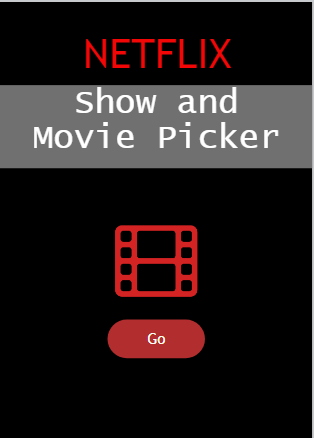 NETFLIX
Show and
Movie Picker
Go